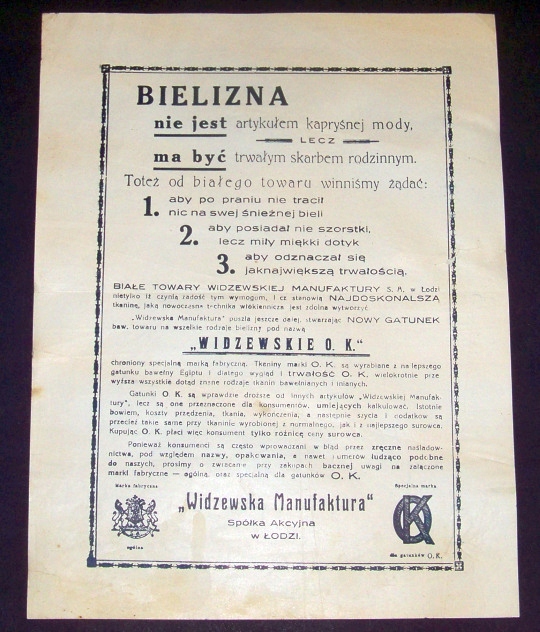 BIELIZNA
nie jest artykułem kapryśnej mody,
LECZ
ma być trwałym skarbem rodzinnym.
Toteż od białego towaru winniśmy żądać:
1. aby po praniu nie tracił
nic na swej śnieżnej bieli
2. aby posiadał nie szorstki,
lecz miły miękki dotyk
3. aby odznaczał się
jaknajwiększą trwałością.
BIAŁE TOWARY WIDZEWSKIEJ MANUFAKTURY S. A. w Łodzi
nietylko iż czynią zadość tym wymogom, lecz stanowią NAJDOSKONALSZĄ
tkaninę, jaką nowoczesna technika włókiennicza jest zdolna wytworzyć.
„Widzewska Manufaktura" puszła jeszcze dalej, stwarzając NOWY GATUNEK
baw. towaru na wszelkie rodzaje bielizny pod nazwą
„WIDZEWSKIE O. K."
chroniony specjalną marką fabryczną. Tkaniny marki O. K. są wyrabiane z najlepszego
gatunku bawełny Egiptu i dlatego wygląd i trwałość O. K. wielokrotnie prze
wyższa wszystkie dotąd znane rodzaje tkanin bawełnianych i lnianych.
Gatunki O. K. są wprawdzie droższe od innych artykułów „Widzewskiej Manufak-
tury", lecz są one przeznaczone dla konsumentów, umiejących kalkulować. Istotnie
bowiem, koszty przędzenia, tkania, wykończenia, a następnie szycia i dodatków są
przecież takie same przy tkaninie wyrobionej z normalnego, jak i z najlepszego surowca.
Kupując O. K. płaci więc konsument tylko różnicę ceny surowca.
Ponieważ konsumenci są często wprowadzani w błąd przez zręczne naśladow-
nictwa, pod względem nazwy, opakowania, a nawet numerów łudząco podobne
do naszych, prosimy o zwracanie przy zakupach bacznej uwagi na załączone
marki fabryczne — ogólną oraz specjalną dla gatunków O. K.
Marka fabryczna
ogólna
„Widzewska Manufaktura"
Spółka Akcyjna
w ŁODZI.
Specjalna marka
OK
dla gatunków O. K.